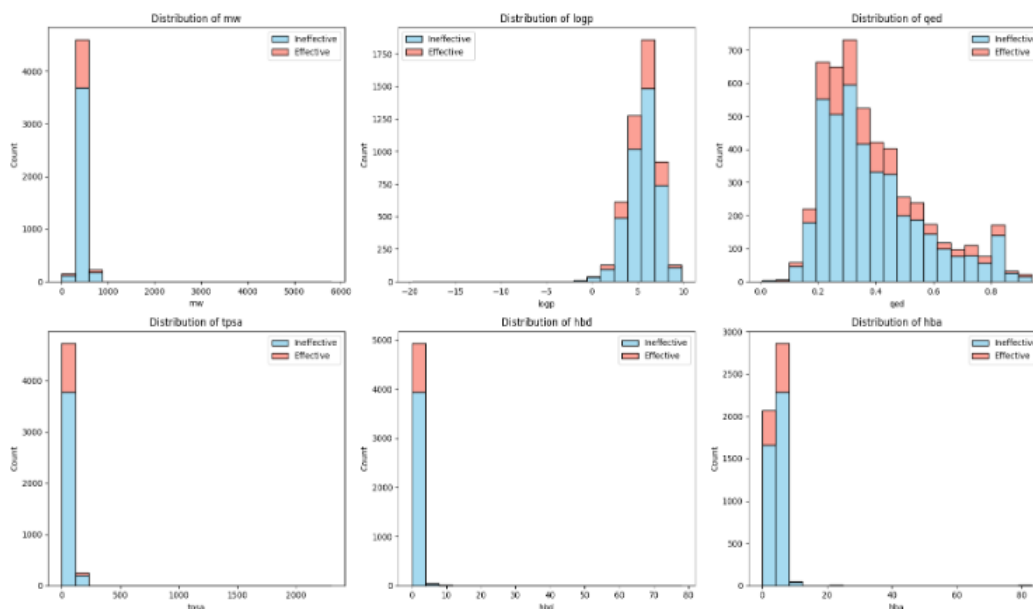 Distribution of mw
Ineffective
Effective
4000
3000
2000
1000
0
Count
0 1000 2000 3000 4000 5000 6000
mw
Distribution of logp
Ineffective
Effective
1750
1500
1250
1000
750
500
250
0
Count
−20 −15 −10 −5 0 5 10
logp
Distribution of qed
Ineffective
Effective
700
600
500
400
300
200
100
0
Count
0.0 0.2 0.4 0.6 0.8
qed
Distribution of tpsa
Ineffective
Effective
4000
3000
2000
1000
0
Count
0 500 1000 1500 2000
tpsa
Distribution of hbd
Ineffective
Effective
5000
4000
3000
2000
1000
0
Count
0 10 20 30 40 50 60 70 80
hbd
Distribution of hba
Ineffective
Effective
3000
2500
2000
1500
1000
500
0
Count
0 20 40 60 80
hba